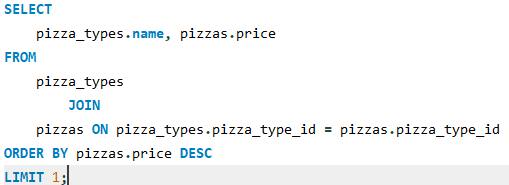 SELECT
    pizza_types.name, pizzas.price
FROM
    pizza_types
        JOIN
    pizzas ON pizza_types.pizza_type_id = pizzas.pizza_type_id
ORDER BY pizzas.price DESC
LIMIT 1;